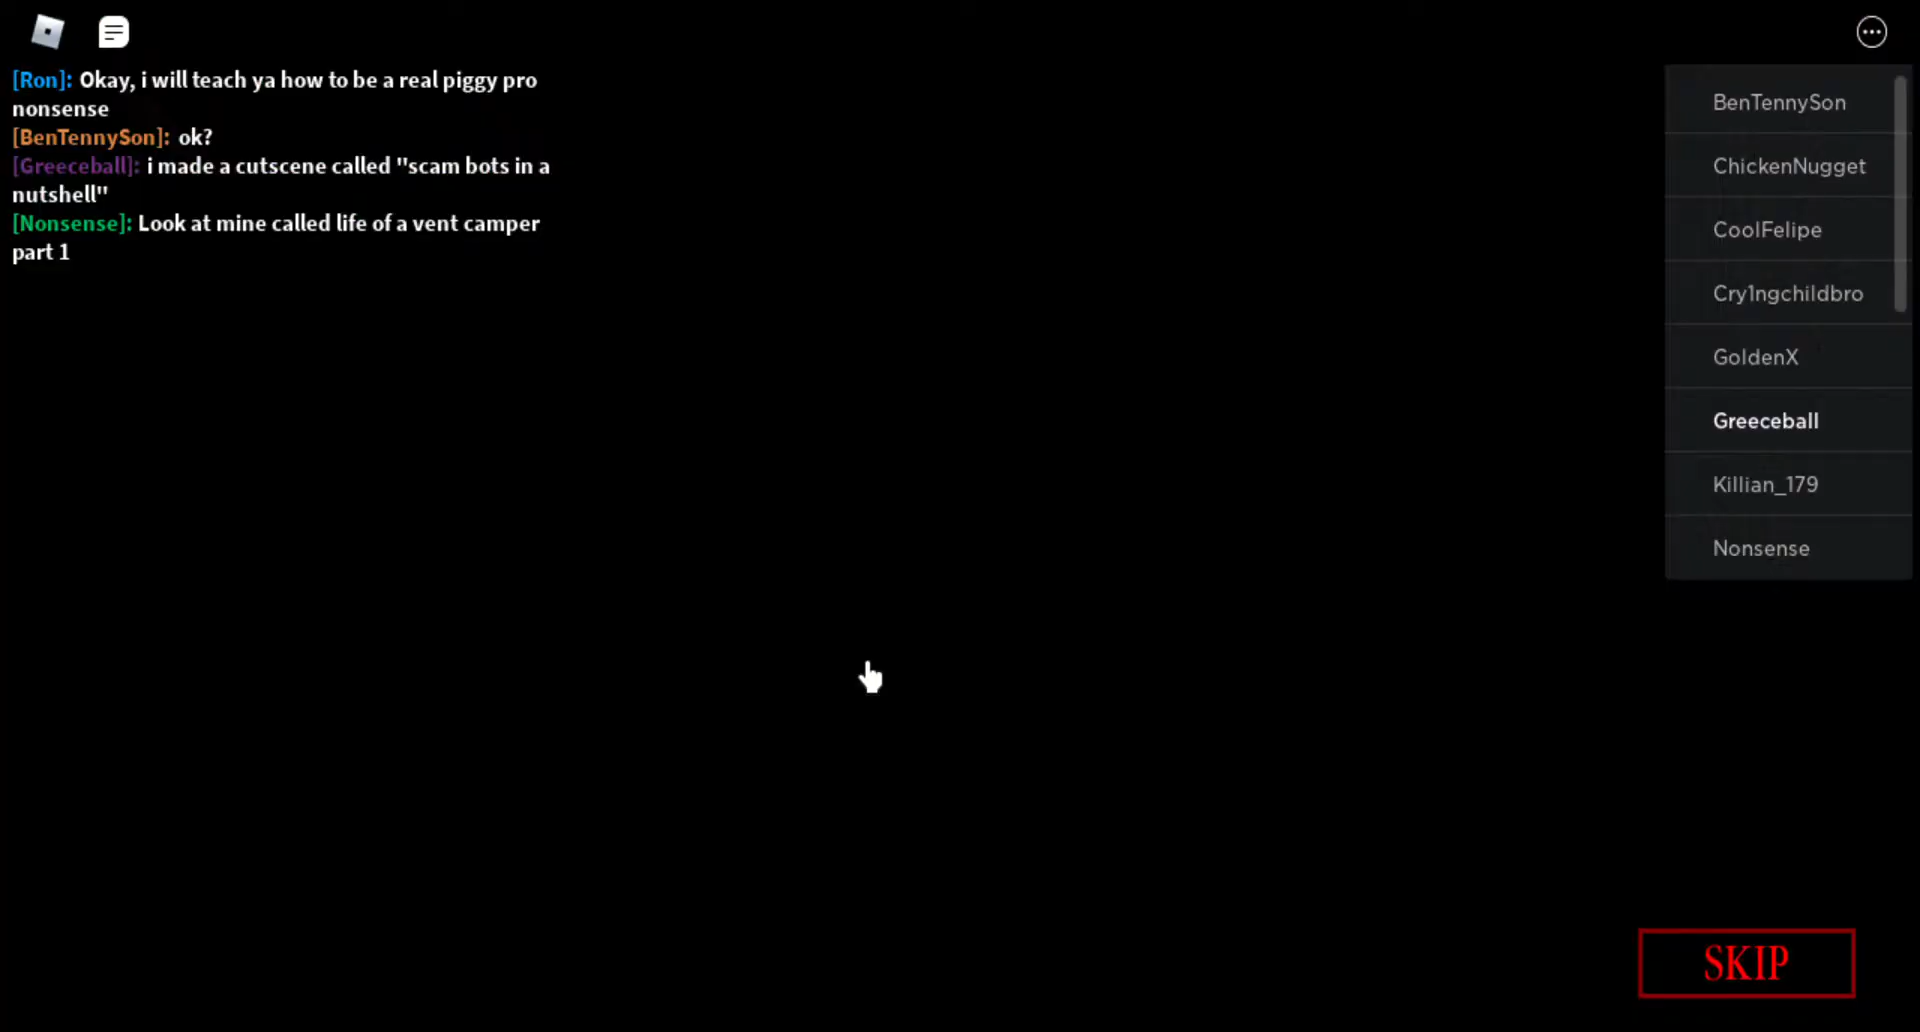 [Ron]: Okay, i will teach ya how to be a real piggy pro
nonsense
[BenTennySon]: ok?
[Greeceball]: i made a cutscene called "scam bots in a
nutshell"
[Nonsense]: Look at mine called life of a vent camper
part 1
BenTennySon
ChickenNugget
CoolFelipe
Cry1ngchildbro
GoldenX
Greeceball
Killian_179
Nonsense
SKIP